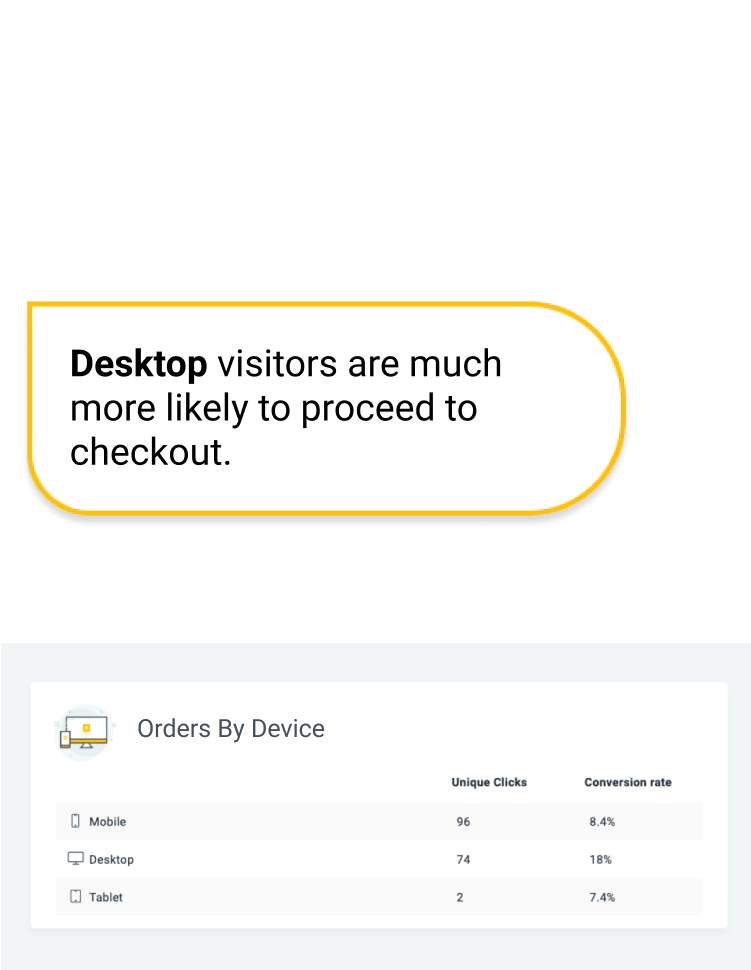 Desktop visitors are much
more likely to proceed to
checkout.
Orders By Device
Unique Clicks Conversion rate
Mobile 96 8.4%
Desktop 74 18%
Tablet 2 7.4%